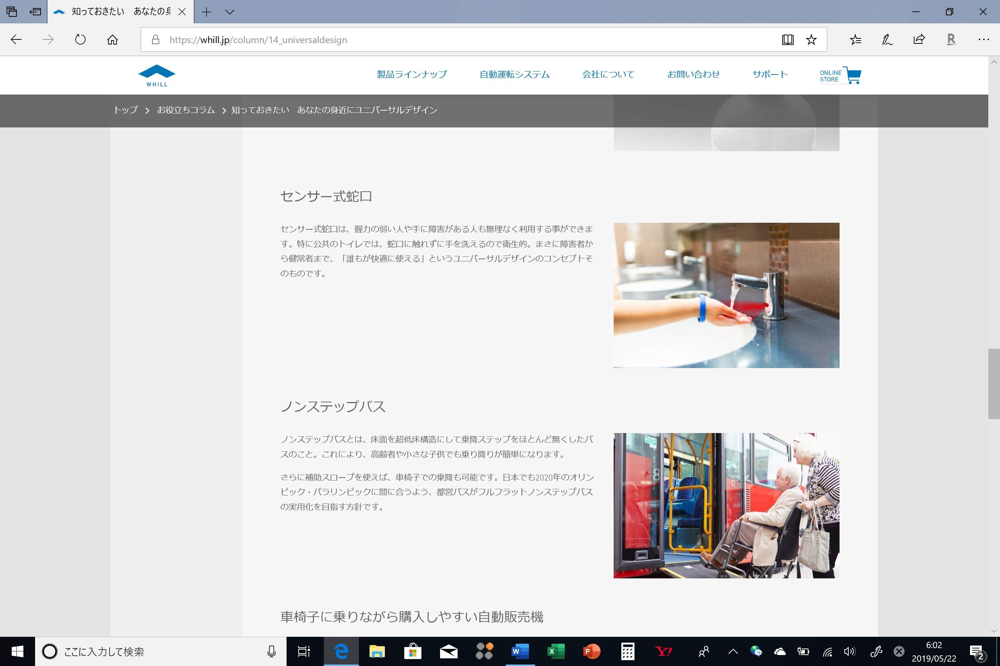 知っておきたい　あなたの身
https://whill.jp/column/14_universaldesign
WHILL
製品ラインナップ
自動運転システム
会社について
お問い合わせ
サポート
ONLINE
STORE
トップ > お役立ちコラム > 知っておきたい　あなたの身近にユニバーサルデザイン
センサー式蛇口
センサー式蛇口は、握力の弱い人や手に障害がある人も無理なく利用する事ができま
す。特に公共のトイレでは、蛇口に触れずに手を洗えるので衛生的。まさに障害者か
ら健常者まで、「誰もが快適に使える」というユニバーサルデザインのコンセプトそ
のものです。
ノンステップバス
ノンステップバスとは、床面を超低床構造にして乗降ステップをほとんど無くしたバ
スのこと。これにより、高齢者や小さな子供でも乗り降りが簡単になります。
さらに補助スロープを使えば、車椅子での乗降も可能です。日本でも2020年のオリン
ピック・パラリンピックに間に合うよう、都営バスがフルフラットノンステップバス
の実用化を目指す方針です。
8
車椅子に乗りながら購入しやすい自動販売機
ここに入力して検索
6:02
2019/05/22
2